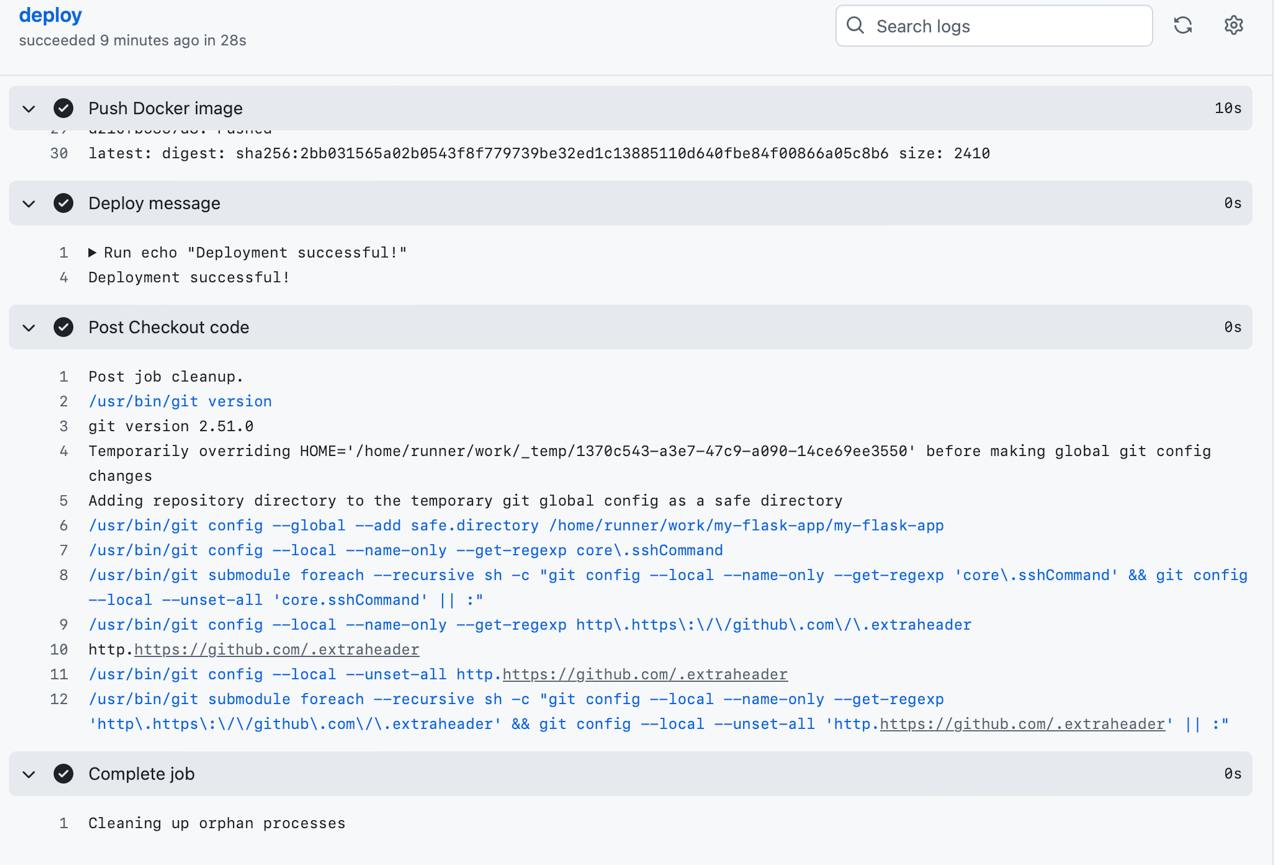 deploy
succeeded 9 minutes ago in 28s
Search logs
Push Docker image 10s
30 latest: digest: sha256:2bb031565a02b0543f8f779739be32ed1c13885110d640fbe84f00866a05c8b6 size: 2410
Deploy message 0s
1 Run echo "Deployment successful!"
4 Deployment successful!
Post Checkout code 0s
1 Post job cleanup.
2 /usr/bin/git version
3 git version 2.51.0
4 Temporarily overriding HOME='/home/runner/work/_temp/1370c543-a3e7-47c9-a090-14ce69ee3550' before making global git config
changes
5 Adding repository directory to the temporary git global config as a safe directory
6 /usr/bin/git config --global --add safe.directory /home/runner/work/my-flask-app/my-flask-app
7 /usr/bin/git config --local --name-only --get-regexp core\.sshCommand
8 /usr/bin/git submodule foreach --recursive sh -c "git config --local --name-only --get-regexp 'core\.sshCommand' && git config
--local --unset-all 'core.sshCommand' || :"
9 /usr/bin/git config --local --name-only --get-regexp http\.https\:\/\/github\.com\/\.extraheader
10 http.https://github.com/.extraheader
11 /usr/bin/git config --local --unset-all http.https://github.com/.extraheader
12 /usr/bin/git submodule foreach --recursive sh -c "git config --local --name-only --get-regexp
'http\.https\:\/\/github\.com\/\.extraheader' && git config --local --unset-all 'http.https://github.com/.extraheader' || :"
Complete job 0s
1 Cleaning up orphan processes